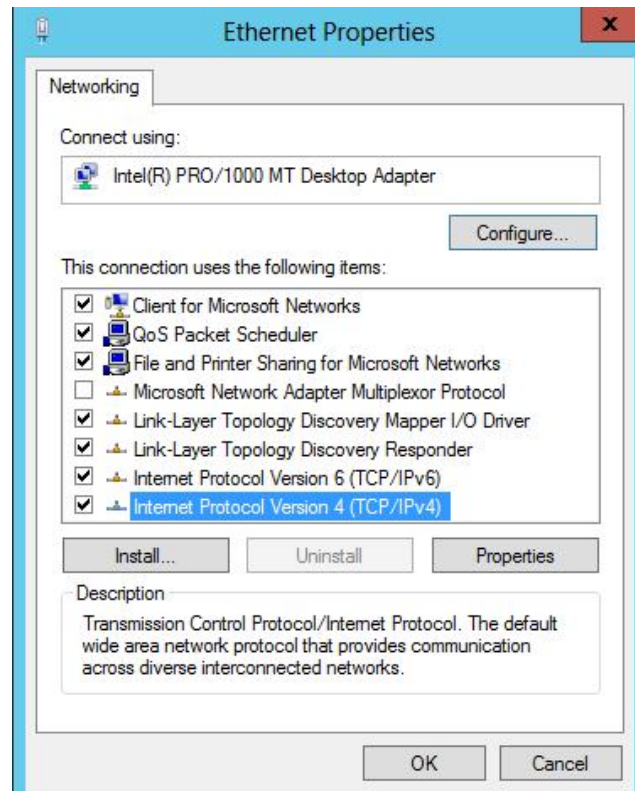 Ethernet Properties
x
Networking
Connect using:
Intel(R) PRO/1000 MT Desktop Adapter
Configure...
This connection uses the following items:
Client for Microsoft Networks
QoS Packet Scheduler
File and Printer Sharing for Microsoft Networks
Microsoft Network Adapter Multiplexor Protocol
Link-Layer Topology Discovery Mapper I/O Driver
Link-Layer Topology Discovery Responder
Internet Protocol Version 6 (TCP/IPv6)
Internet Protocol Version 4 (TCP/IPv4)
Install... Uninstall Properties
Description
Transmission Control Protocol/Internet Protocol. The default
wide area network protocol that provides communication
across diverse interconnected networks.
OK Cancel